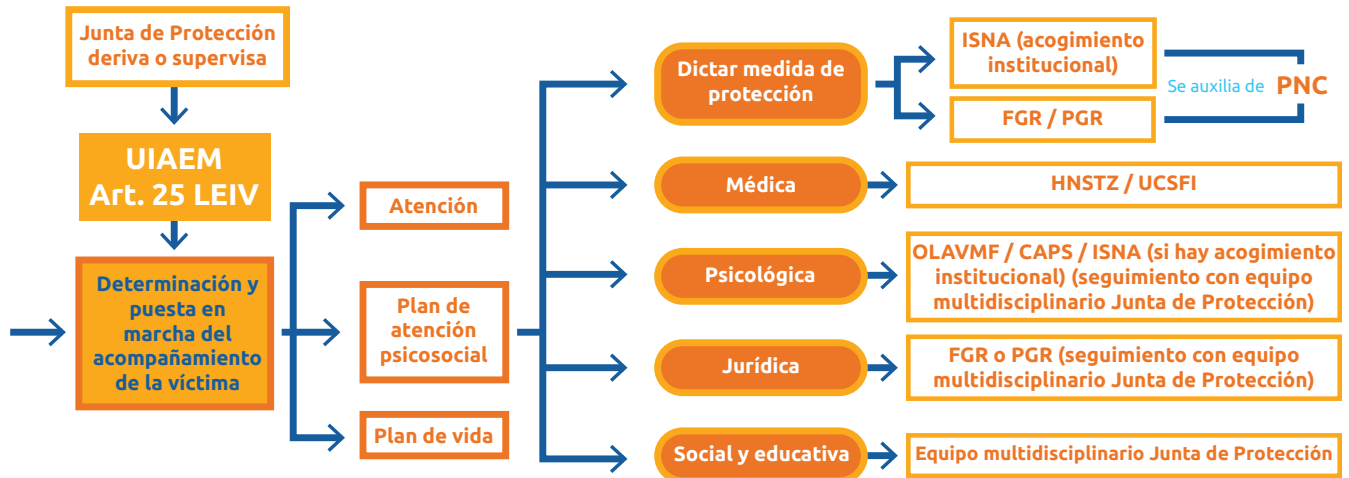 Junta de Protección
deriva o supervisa
UIAEM
Art. 25 LEIV
Determinación y
puesta en
marcha del
acompañamiento
de la víctima
Atención
Plan de
atención
psicosocial
Plan de vida
Dictar medida de
protección
ISNA (acogimiento
institucional)
FGR / PGR
Se auxilia de PNC
Médica
HNSTZ / UCSFI
Psicológica
OLAVMF / CAPS / ISNA (si hay acogimiento
institucional) (seguimiento con equipo
multidisciplinario Junta de Protección)
Jurídica
FGR o PGR (seguimiento con equipo
multidisciplinario Junta de Protección)
Social y educativa
Equipo multidisciplinario Junta de Protección